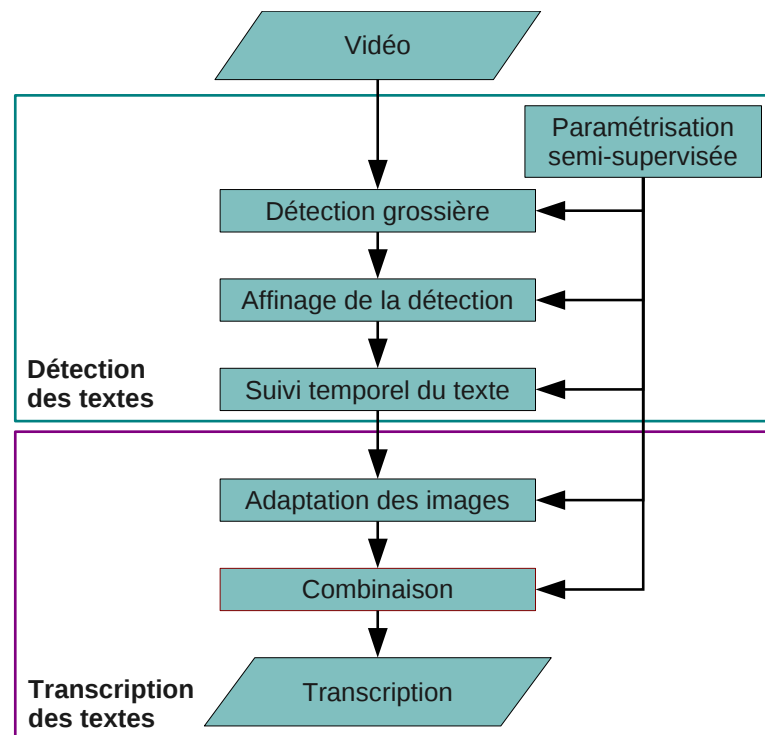 Vidéo
Paramétrisation
semi-supervisée
Détection grossière
Affinage de la détection
Détection
des textes
Suivi temporel du texte
Adaptation des images
Combinaison
Transcription
des textes
Transcription